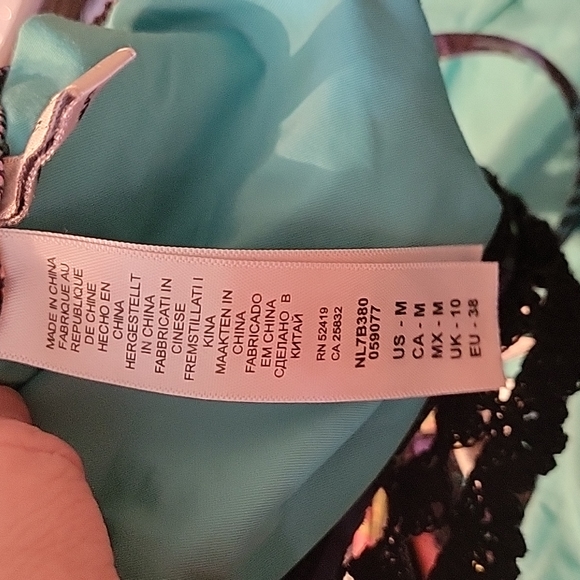 MADE IN CHINA
FABRIQUE AU
REPUBLIQUE
DE CHINE
HECHO EN
CHINA
HERGESTELLT
IN CHINA
FABBRICATI IN
CINESE
FREMSTILLAT I
KINA
MAAKTEN IN
CHINA
FABRICADO
EM CHINA
СДЕЛАНО В
КИТАЙ
RN 52419
CA 25832
NL7B380
059077
US - M
CA - M
MX - M
UK - 10
EU - 38